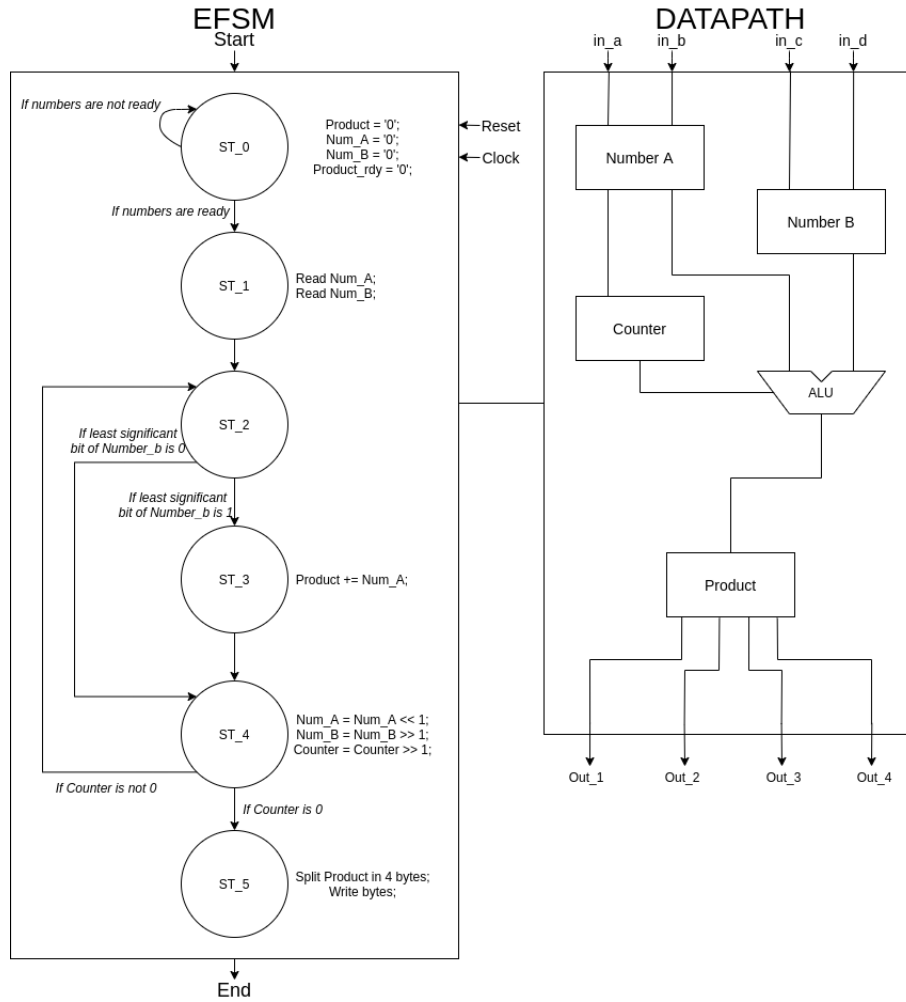 EFSM
Start
If numbers are not ready
ST_0
Product = '0';
Num_A = '0';
Num_B = '0';
Product_rdy = '0';
Reset
Clock
If numbers are ready
ST_1
Read Num_A;
Read Num_B;
ST_2
If least significant
bit of Number_b is 0
If least significant
bit of Number_b is 1
ST_3
Product += Num_A;
ST_4
Num_A = Num_A << 1;
Num_B = Num_B >> 1;
Counter = Counter >> 1;
If Counter is not 0
If Counter is 0
ST_5
Split Product in 4 bytes;
Write bytes;
End
DATAPATH
in_a
in_b
in_c
in_d
Number A
Number B
Counter
ALU
Product
Out_1
Out_2
Out_3
Out_4